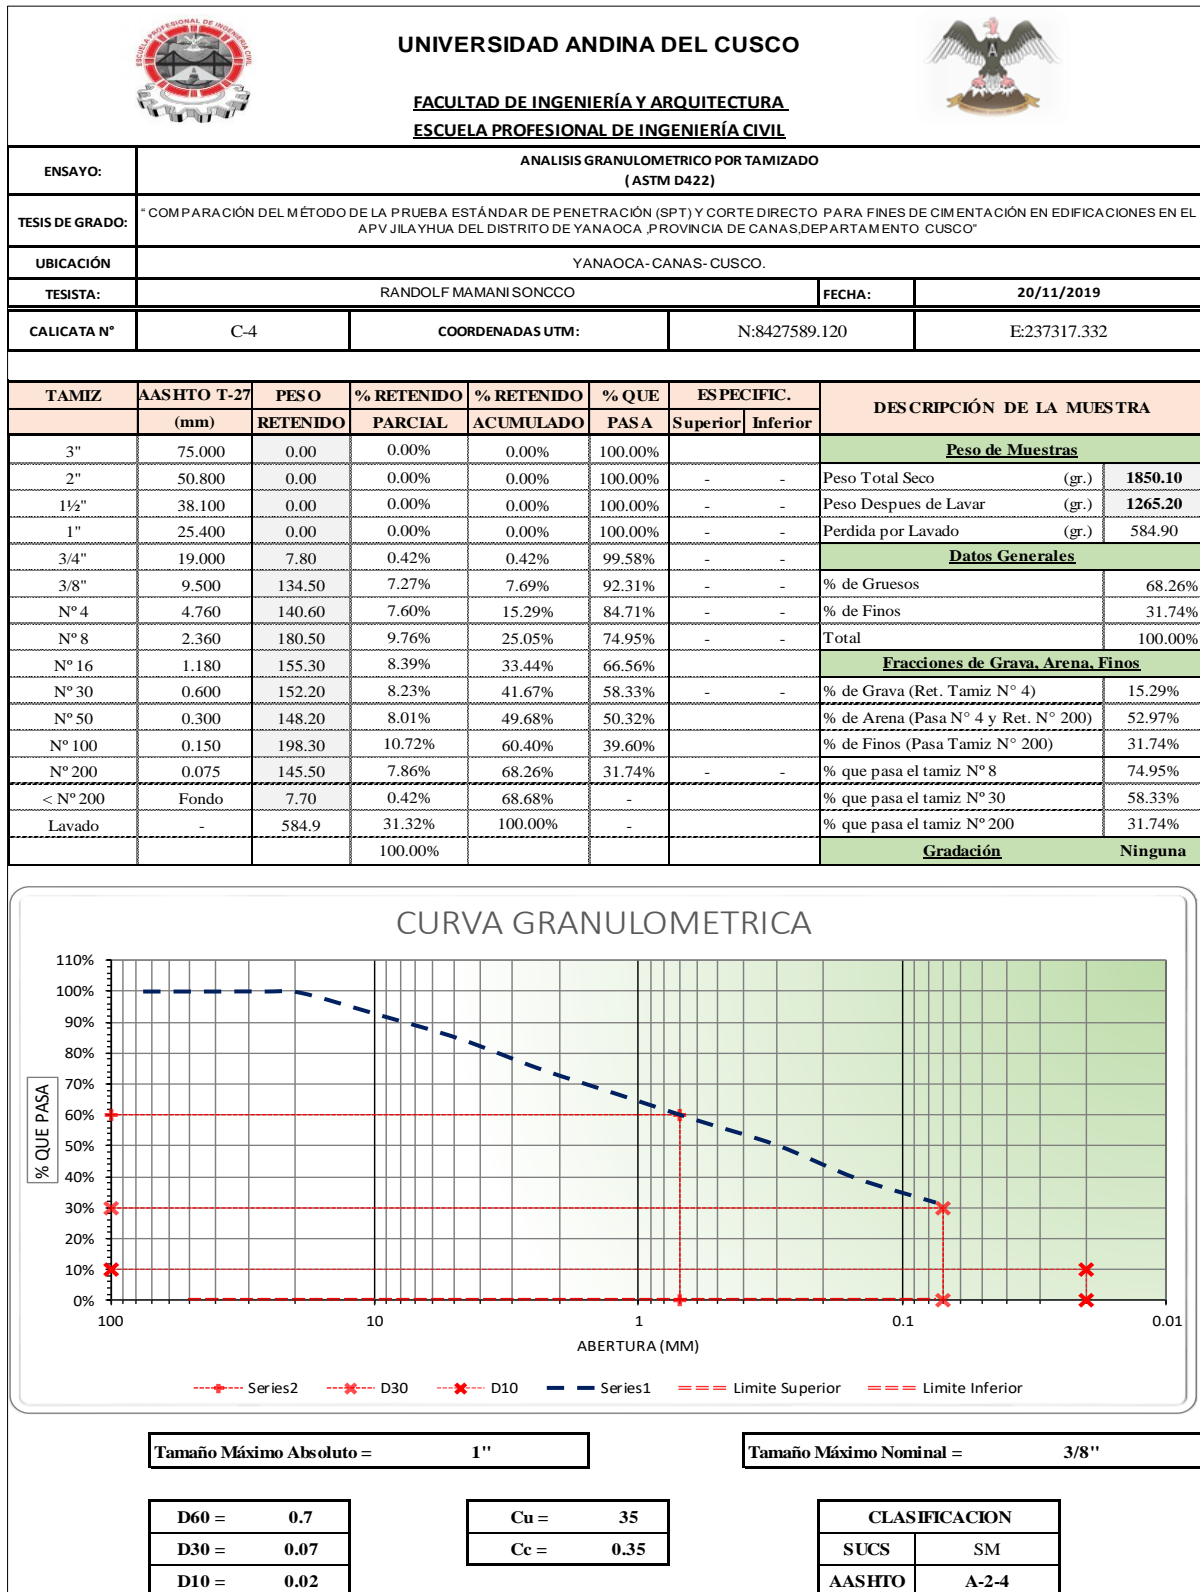 ESCUELA PROFESIONAL DE INGENIERIA CIVIL
UNIVERSIDAD ANDINA DEL CUSCO
FACULTAD DE INGENIERÍA Y ARQUITECTURA
ESCUELA PROFESIONAL DE INGENIERÍA CIVIL
ENSAYO: ANALISIS GRANULOMETRICO POR TAMIZADO
( ASTM D422)
TESIS DE GRADO: " COMPARACIÓN DEL MÉTODO DE LA PRUEBA ESTÁNDAR DE PENETRACIÓN (SPT) Y CORTE DIRECTO PARA FINES DE CIMENTACIÓN EN EDIFICACIONES EN EL
APV JILAYHUA DEL DISTRITO DE YANAOCA ,PROVINCIA DE CANAS,DEPARTAMENTO CUSCO"
UBICACIÓN YANAOCA- CANAS- CUSCO.
TESISTA: RANDOLF MAMANI SONCCO FECHA: 20/11/2019
CALICATA N° C-4 COORDENADAS UTM: N:8427589.120 E:237317.332
TAMIZ AASHTO T-27 PESO % RETENIDO % RETENIDO % QUE ESPECIFIC. DESCRIPCIÓN DE LA MUESTRA
(mm) RETENIDO PARCIAL ACUMULADO PASA Superior Inferior
3" 75.000 0.00 0.00% 0.00% 100.00% Peso de Muestras
2" 50.800 0.00 0.00% 0.00% 100.00% - - Peso Total Seco (gr.) 1850.10
1½" 38.100 0.00 0.00% 0.00% 100.00% - - Peso Despues de Lavar (gr.) 1265.20
1" 25.400 0.00 0.00% 0.00% 100.00% - - Perdida por Lavado (gr.) 584.90
3/4" 19.000 7.80 0.42% 0.42% 99.58% - - Datos Generales
3/8" 9.500 134.50 7.27% 7.69% 92.31% - - % de Gruesos 68.26%
Nº 4 4.760 140.60 7.60% 15.29% 84.71% - - % de Finos 31.74%
Nº 8 2.360 180.50 9.76% 25.05% 74.95% - - Total 100.00%
Nº 16 1.180 155.30 8.39% 33.44% 66.56% Fracciones de Grava, Arena, Finos
Nº 30 0.600 152.20 8.23% 41.67% 58.33% - - % de Grava (Ret. Tamiz N° 4) 15.29%
Nº 50 0.300 148.20 8.01% 49.68% 50.32% % de Arena (Pasa N° 4 y Ret. N° 200) 52.97%
Nº 100 0.150 198.30 10.72% 60.40% 39.60% % de Finos (Pasa Tamiz N° 200) 31.74%
Nº 200 0.075 145.50 7.86% 68.26% 31.74% - - % que pasa el tamiz Nº 8 74.95%
< Nº 200 Fondo 7.70 0.42% 68.68% - % que pasa el tamiz Nº 30 58.33%
Lavado - 584.9 31.32% 100.00% - % que pasa el tamiz Nº 200 31.74%
100.00% Gradación Ninguna
CURVA GRANULOMETRICA
110%
100%
90%
80%
70%
60%
50%
40%
30%
20%
10%
0%
% QUE PASA
100 10 1 0.1 0.01
ABERTURA (MM)
Series2 D30 D10 Series1 Limite Superior Limite Inferior
Tamaño Máximo Absoluto = 1" Tamaño Máximo Nominal = 3/8"
D60 = 0.7 Cu = 35 CLASIFICACION
D30 = 0.07 Cc = 0.35 SUCS SM
D10 = 0.02 AASHTO A-2-4